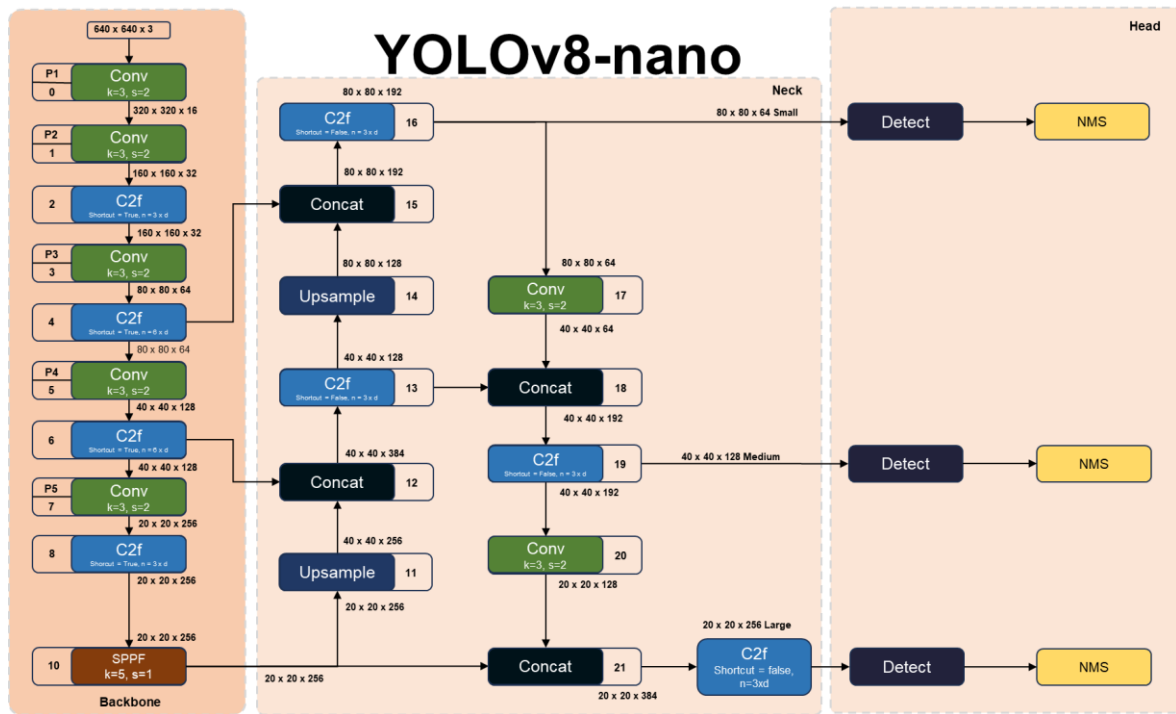 YOLOv8-nano
640 x 640 x 3
P1
0
Conv
k=3, s=2
320 x 320 x 16
P2
1
Conv
k=3, s=2
160 x 160 x 32
2
C2f
Shortcut = True, n = 3 x d
160 x 160 x 32
P3
3
Conv
k=3, s=2
80 x 80 x 64
4
C2f
Shortcut = True, n = 6 x d
80 x 80 x 64
P4
5
Conv
k=3, s=2
40 x 40 x 128
6
C2f
Shortcut = True, n = 6 x d
40 x 40 x 128
P5
7
Conv
k=3, s=2
20 x 20 x 256
8
C2f
Shortcut = True, n = 3 x d
20 x 20 x 256
20 x 20 x 256
10
SPPF
k=5, s=1
Backbone
Neck
80 x 80 x 192
C2f
Shortcut = False, n = 3 x d
16
80 x 80 x 192
Concat
15
80 x 80 x 128
Upsample
14
40 x 40 x 128
C2f
Shortcut = False, n = 3 x d
13
40 x 40 x 384
Concat
12
40 x 40 x 256
Upsample
11
20 x 20 x 256
20 x 20 x 256
80 x 80 x 64 Small
80 x 80 x 64
Conv
k=3, s=2
17
40 x 40 x 64
Concat
18
40 x 40 x 192
C2f
Shortcut = False, n = 3 x d
19
40 x 40 x 128 Medium
40 x 40 x 192
Conv
k=3, s=2
20
20 x 20 x 128
Concat
21
20 x 20 x 384
20 x 20 x 256 Large
C2f
Shortcut = false,
n=3xd
Head
Detect
NMS
Detect
NMS
Detect
NMS